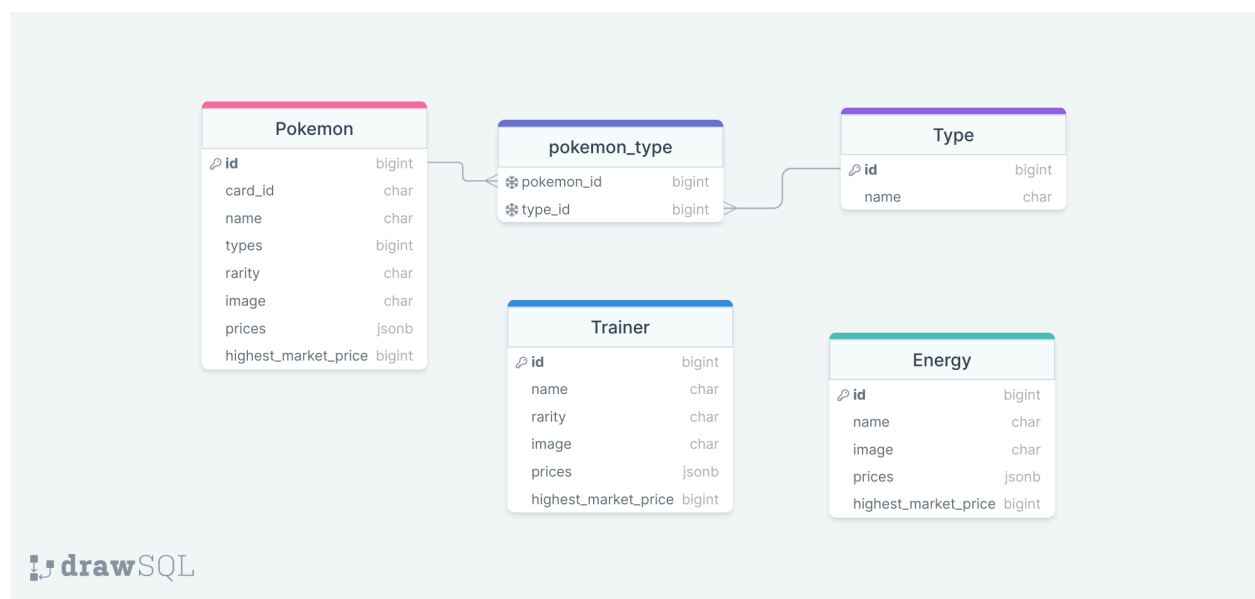 Pokemon
id bigint
card_id char
name char
types bigint
rarity char
image char
prices jsonb
highest_market_price bigint
pokemon_type
pokemon_id bigint
type_id bigint
Type
id bigint
name char
Trainer
id bigint
name char
rarity char
image char
prices jsonb
highest_market_price bigint
Energy
id bigint
name char
image char
prices jsonb
highest_market_price bigint
drawSQL